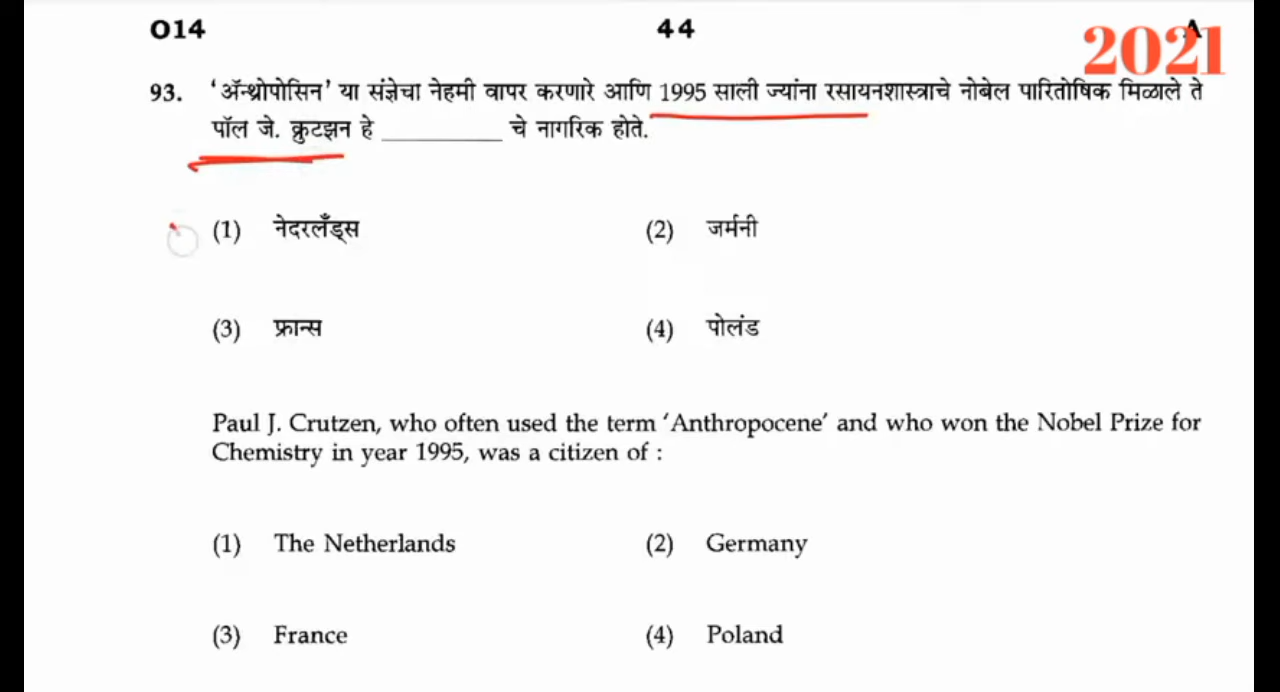 O14 44 A
2021
93. ‘ॲन्थ्रोपोसिन’ या संज्ञेचा नेहमी वापर करणारे आणि 1995 साली ज्यांना रसायनशास्त्राचे नोबेल पारितोषिक मिळाले ते
पॉल जे. क्रुटझन हे __________ चे नागरिक होते.
(1) नेदरलँड्स (2) जर्मनी
(3) फ्रान्स (4) पोलंड
Paul J. Crutzen, who often used the term ‘Anthropocene’ and who won the Nobel Prize for
Chemistry in year 1995, was a citizen of :
(1) The Netherlands (2) Germany
(3) France (4) Poland